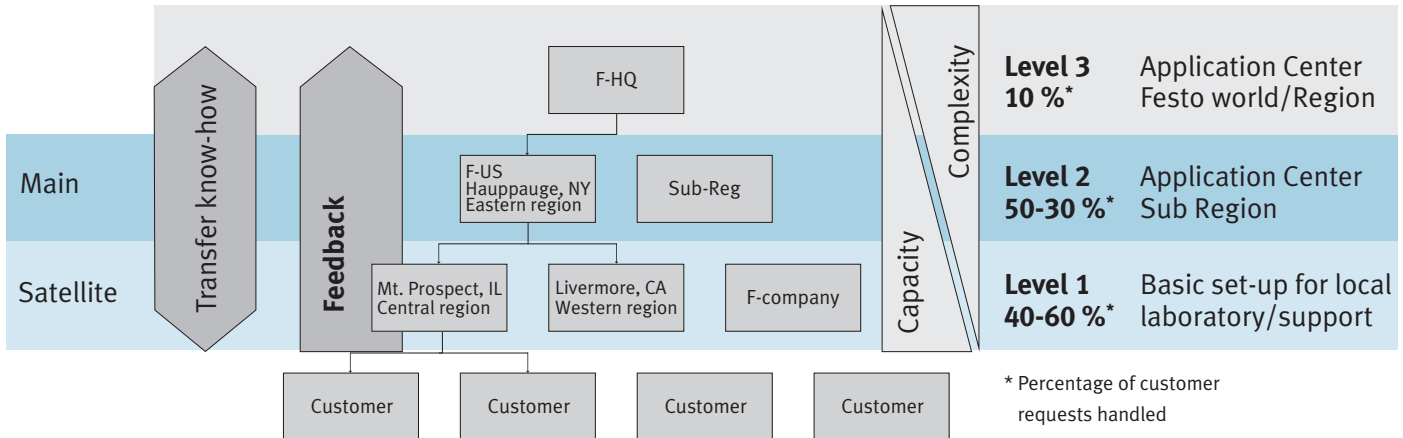 Transfer know-how
Feedback
F-HQ
Capacity
Complexity
Level 3
10 %*
Application Center
Festo world/Region
Main
F-US
Hauppauge, NY
Eastern region
Sub-Reg
Level 2
50-30 %*
Application Center
Sub Region
Satellite
Mt. Prospect, IL
Central region
Livermore, CA
Western region
F-company
Level 1
40-60 %*
Basic set-up for local
laboratory/support
Customer
Customer
Customer
Customer
* Percentage of customer
requests handled